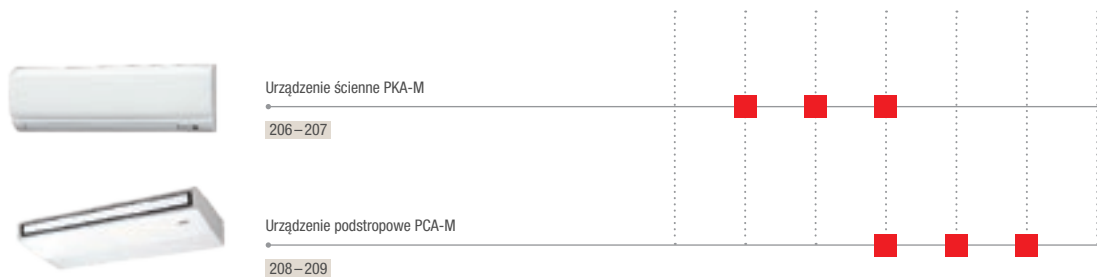 Urządzenie ścienne PKA-M
206–207
Urządzenie podstropowe PCA-M
208–209